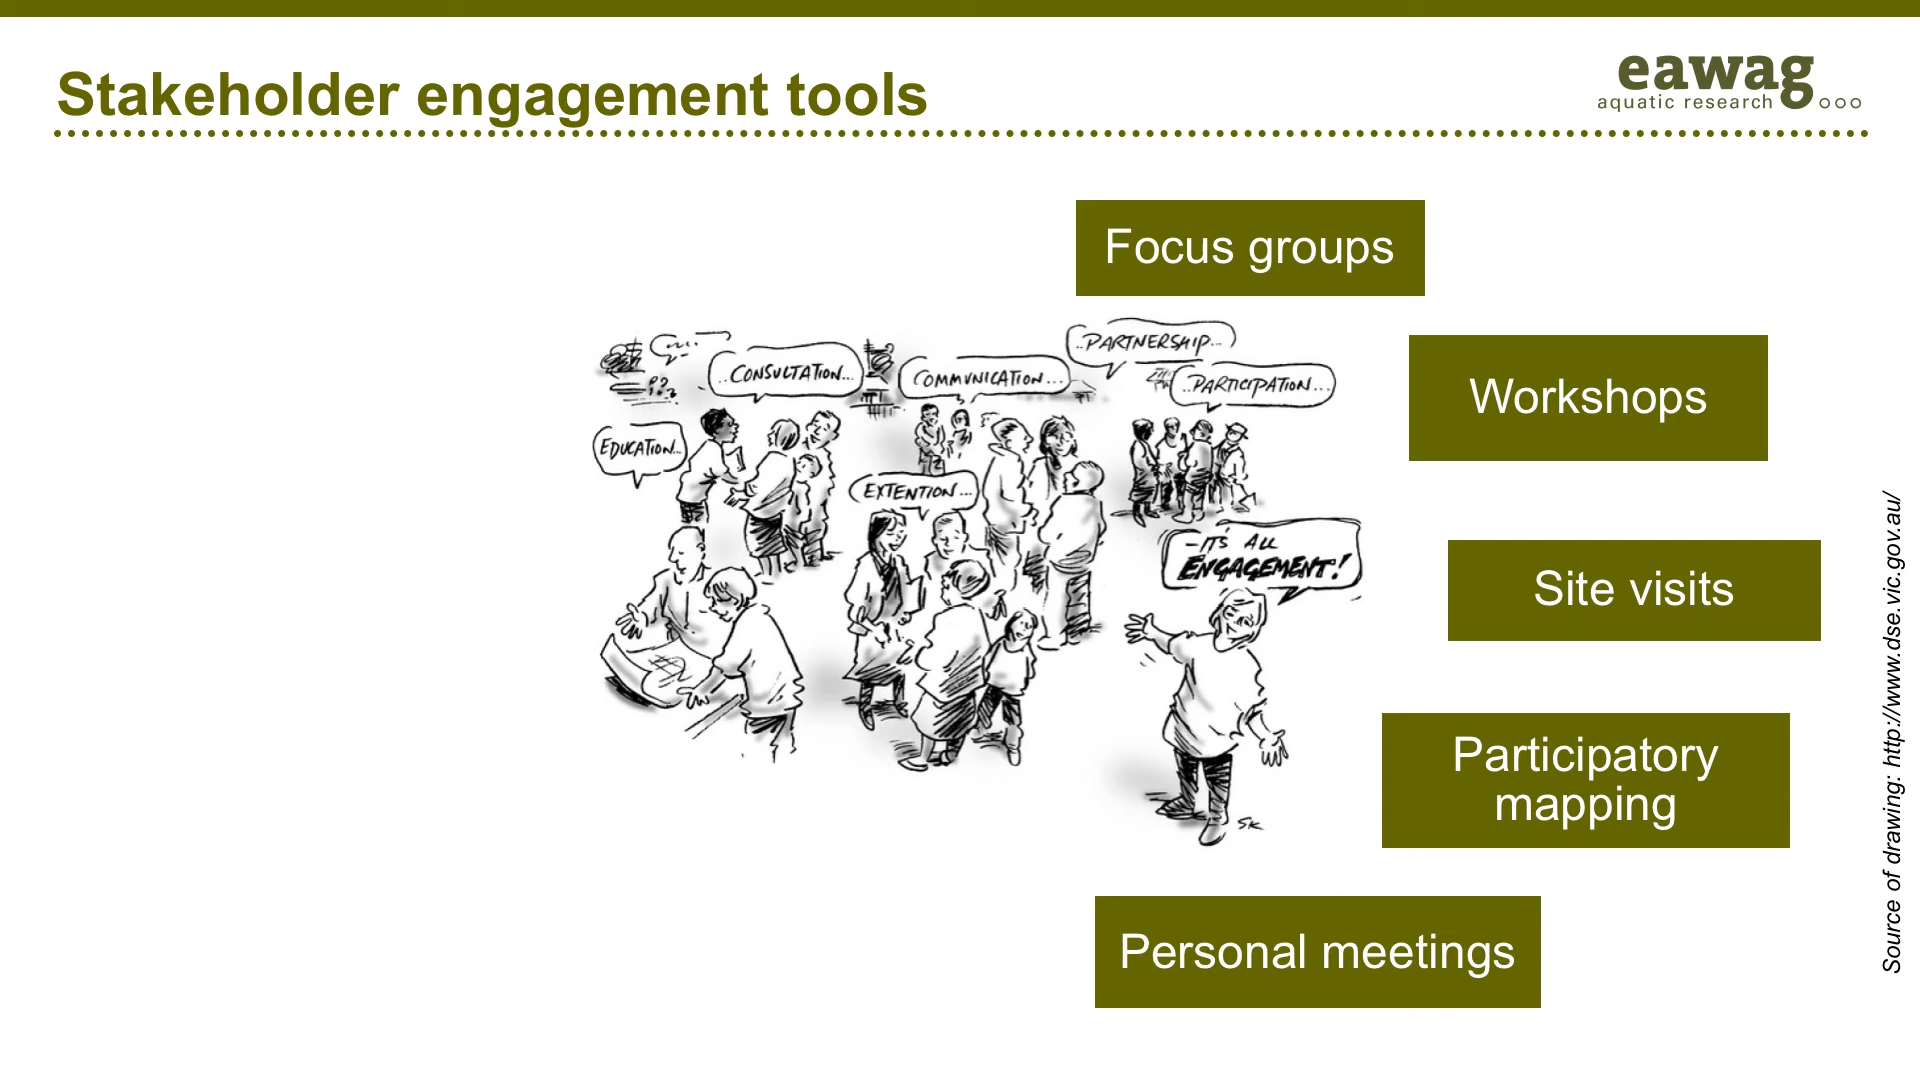 Stakeholder engagement tools
eawag
aquatic research
Focus groups
Workshops
Site visits
Participatory
mapping
Personal meetings
..CONSULTATION...
COMMUNICATION...
..PARTNERSHIP...
..PARTICIPATION...
EDUCATION...
EXTENTION...
-IT'S ALL
ENGAGEMENT!
SK
Source of drawing: http://www.dse.vic.gov.au/